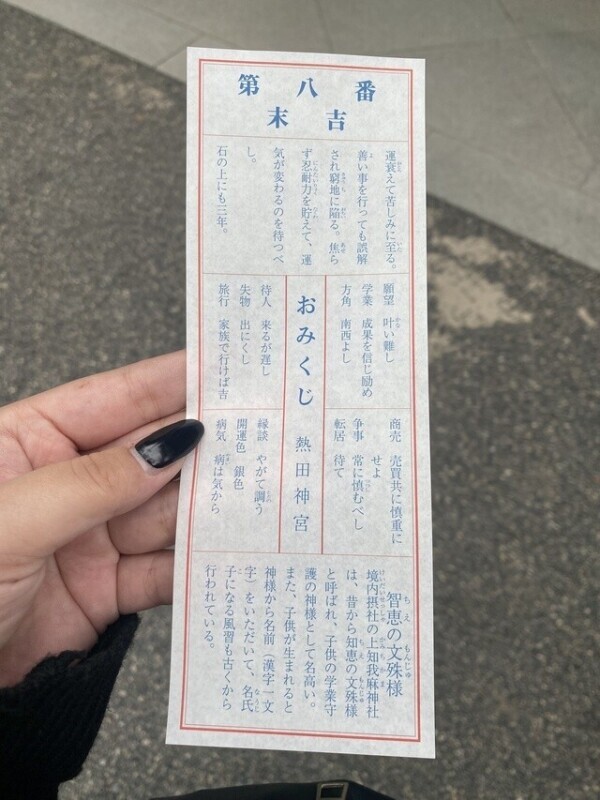 第八番
末吉
運衰えて苦しみに至る。
善い事を行っても誤解
され窮地に陥る。焦ら
ず忍耐力を貯えて、運
気が変わるのを待つべ
し。
石の上にも三年。
願望 叶い難し
学業 成果を信じ励め
方角 南西よし
商売 売買共に慎重に
せよ
争事 常に慎むべし
転居 待て
おみくじ 熱田神宮
待人 来るが遅し
失物 出にくし
旅行 家族で行けば吉
縁談 やがて調う
開運色 銀色
病気 病は気から
智恵の文殊様
境内摂社の上知我麻神社
は、昔から知恵の文殊様
と呼ばれ、子供の学業守
護の神様として名高い。
また、子供が生まれると
神様から名前（漢字一文
字）をいただいて、名氏
子になる風習も古くから
行われている。